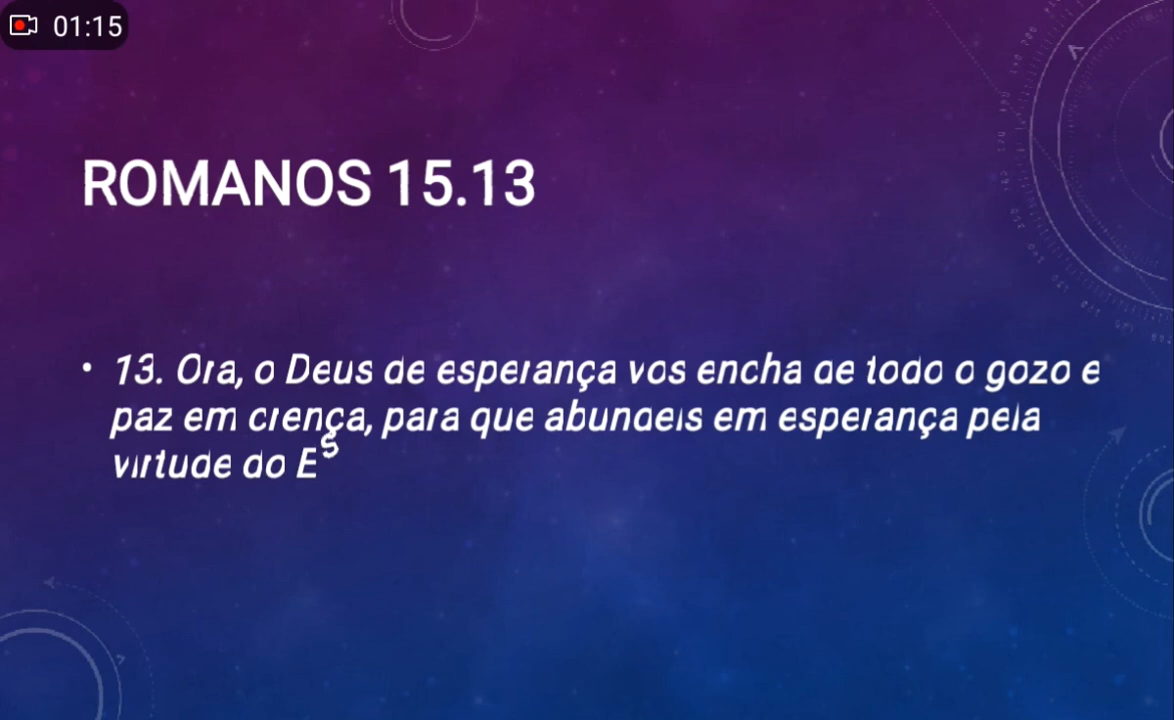 01:15
ROMANOS 15.13
• 13. Ora, o Deus de esperança vos encha de todo o gozo e
paz em crença, para que abundeis em esperança pela
virtude do Es